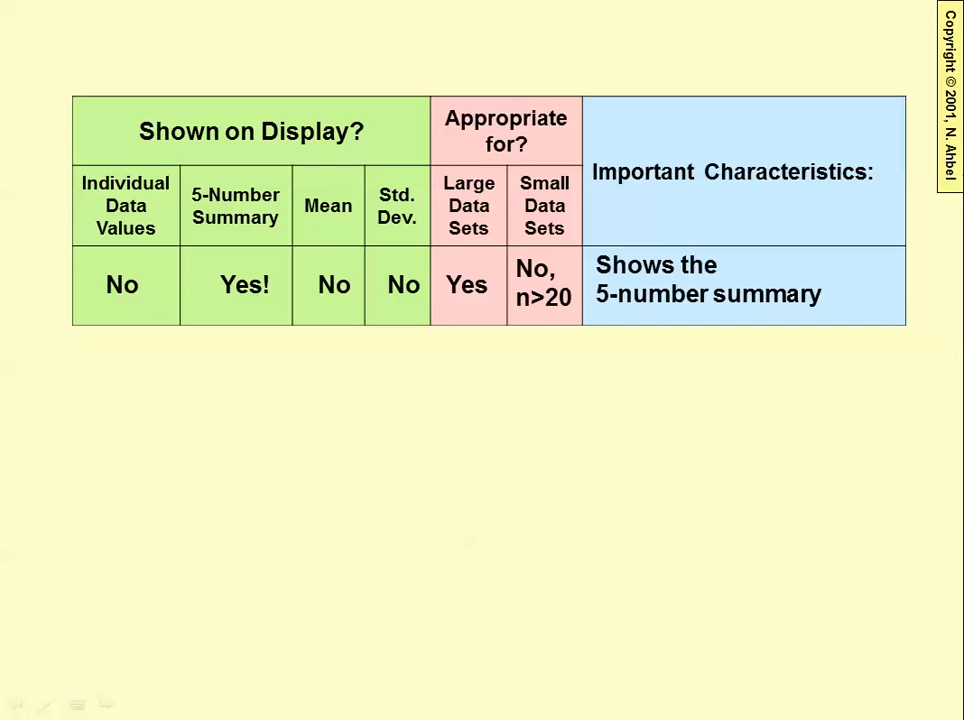 Copyright © 2001, N. Ahbel
Shown on Display?
Appropriate
for?
Important Characteristics:
Individual
Data
Values
5-Number
Summary
Mean
Std.
Dev.
Large
Data
Sets
Small
Data
Sets
No
Yes!
No
No
Yes
No,
n>20
Shows the
5-number summary